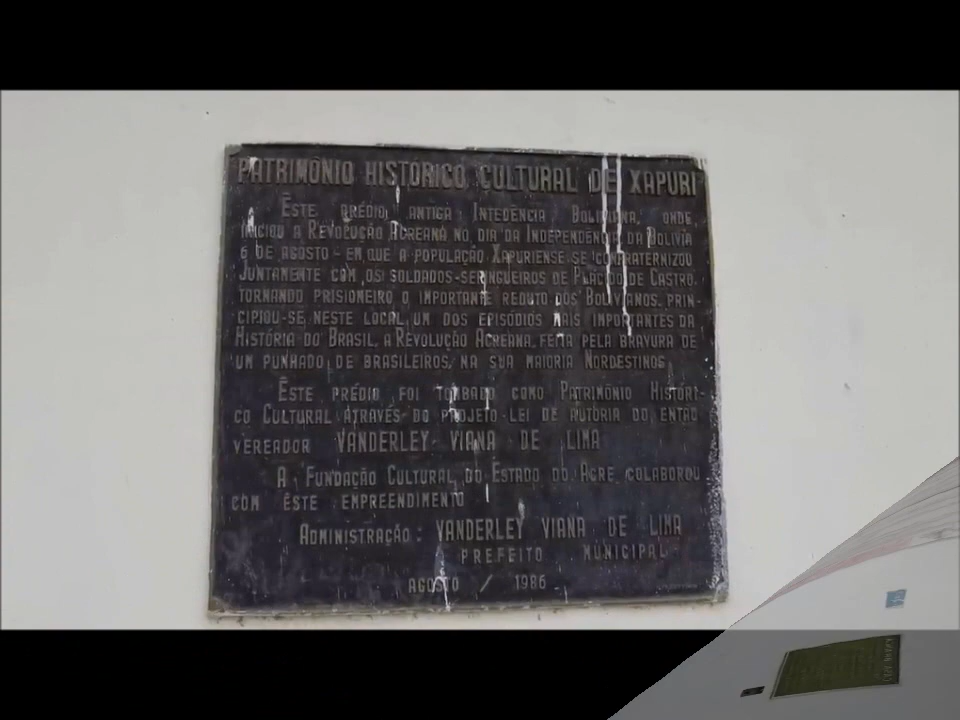 PATRIMÔNIO HISTÓRICO CULTURAL DE XAPURI
ÊSTE PRÉDIO ANTIGA INTEDÊNCIA BOLIVIANA, ONDE
INICIOU A REVOLUÇÃO ACREANA NO DIA DA INDEPENDÊNCIA DA BOLÍVIA
6 DE AGOSTO - EM QUE A POPULAÇÃO XAPURIENSE SE CONFRATERNIZOU
JUNTAMENTE COM OS SOLDADOS-SERINGUEIROS DE PLÁCIDO DE CASTRO,
TORNANDO PRISIONEIRO O IMPORTANTE REDUTO DOS BOLIVIANOS. PRIN-
CIPIOU-SE NESTE LOCAL UM DOS EPISÓDIOS MAIS IMPORTANTES DA
HISTÓRIA DO BRASIL, A REVOLUÇÃO ACREANA, FEITA PELA BRAVURA DE
UM PUNHADO DE BRASILEIROS, NA SUA MAIORIA NORDESTINOS.
ÊSTE PRÉDIO FOI TOMBADO COMO PATRIMÔNIO HISTÓRI-
CO CULTURAL ATRAVÉS DO PROJETO-LEI DE AUTORIA DO ENTÃO
VEREADOR VANDERLEY VIANA DE LIMA
A FUNDAÇÃO CULTURAL DO ESTADO DO ACRE COLABOROU
COM ÊSTE EMPREENDIMENTO
ADMINISTRAÇÃO: VANDERLEY VIANA DE LIMA
PREFEITO MUNICIPAL
AGOSTO / 1986